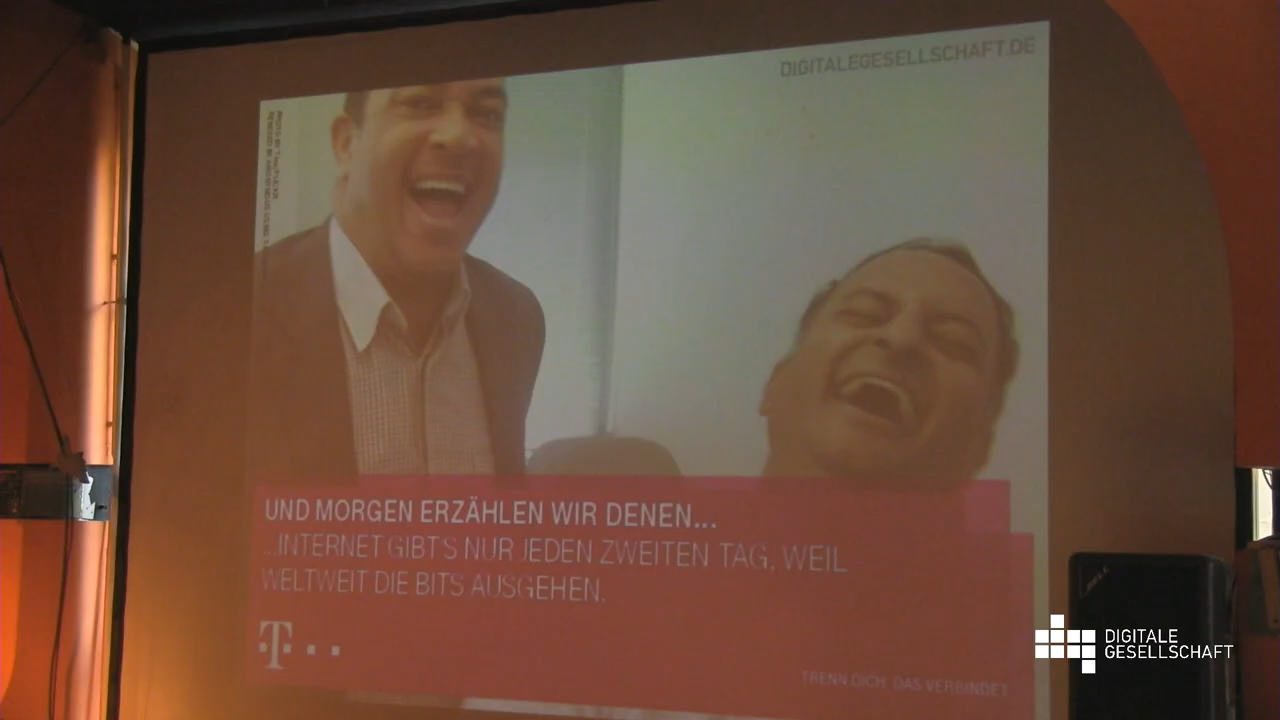 DIGITALEGESELLSCHAFT.DE
UND MORGEN ERZÄHLEN WIR DENEN...
...INTERNET GIBT'S NUR JEDEN ZWEITEN TAG, WEIL
WELTWEIT DIE BITS AUSGEHEN.
T...
TRENN DICH. DAS VERBINDET
DIGITALE
GESELLSCHAFT